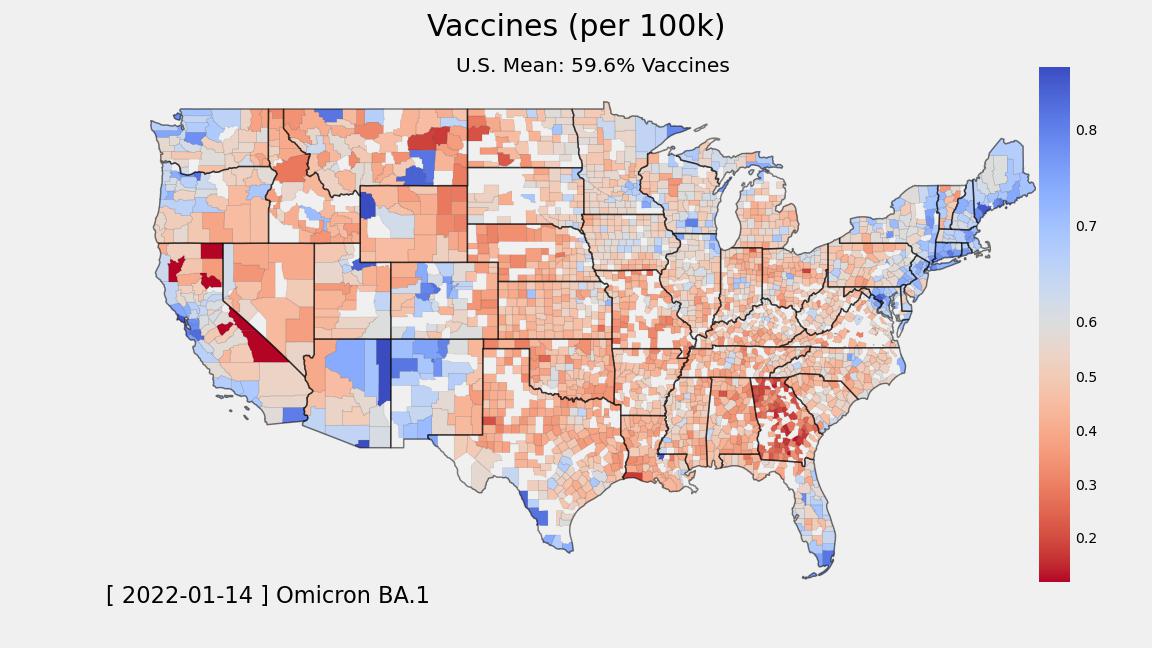 Vaccines (per 100k)
U.S. Mean: 59.6% Vaccines
0.8
0.7
0.6
0.5
0.4
0.3
0.2
[ 2022-01-14 ] Omicron BA.1